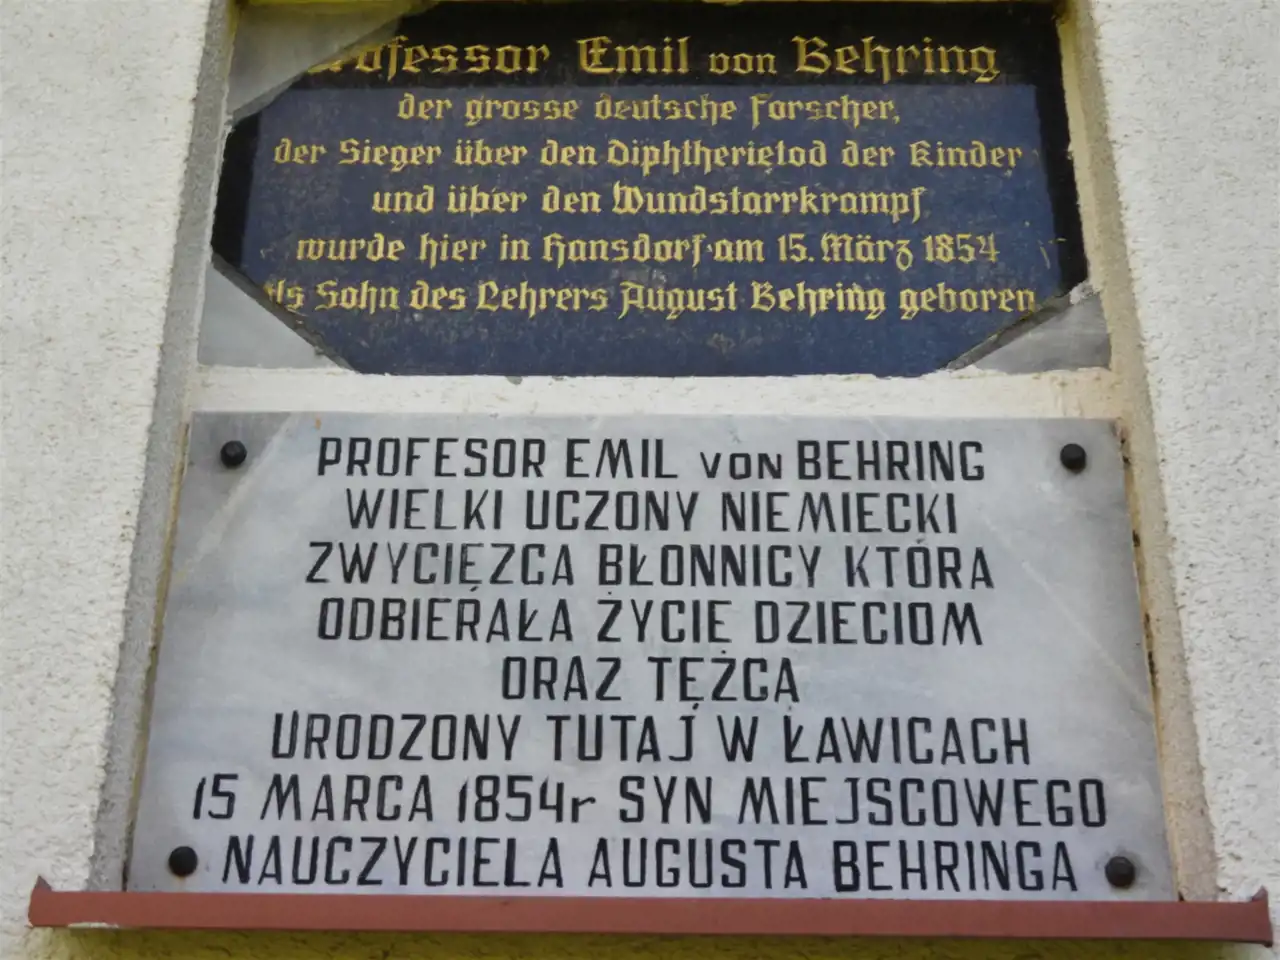 Professor Emil von Behring
der grosse deutsche Forscher,
der Sieger über den Diphtherietod der Kinder
und über den Wundstarrkrampf
wurde hier in Hansdorf am 15. März 1854
als Sohn des Lehrers August Behring geboren
PROFESOR EMIL von BEHRING
WIELKI UCZONY NIEMIECKI
ZWYCIĘZCA BŁONNICY KTÓRA
ODBIERAŁA ŻYCIE DZIECIOM
ORAZ TĘŻCA
URODZONY TUTAJ W ŁAWICACH
15 MARCA 1854r SYN MIEJSCOWEGO
NAUCZYCIELA AUGUSTA BEHRINGA